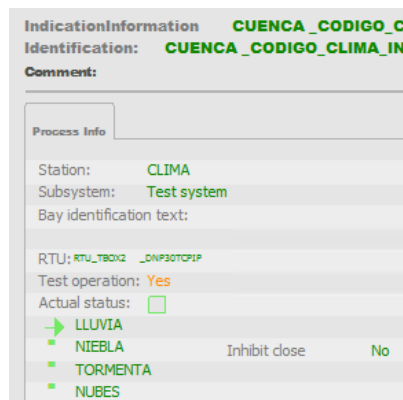 IndicationInformation CUENCA _CODIGO_C
Identification: CUENCA _CODIGO_CLIMA_IN
Comment:
Process Info
Station: CLIMA
Subsystem: Test system
Bay identification text:
RTU: RTU_TBOX2 _DNP30TCPIP
Test operation: Yes
Actual status:
LLUVIA
NIEBLA Inhibit close No
TORMENTA
NUBES